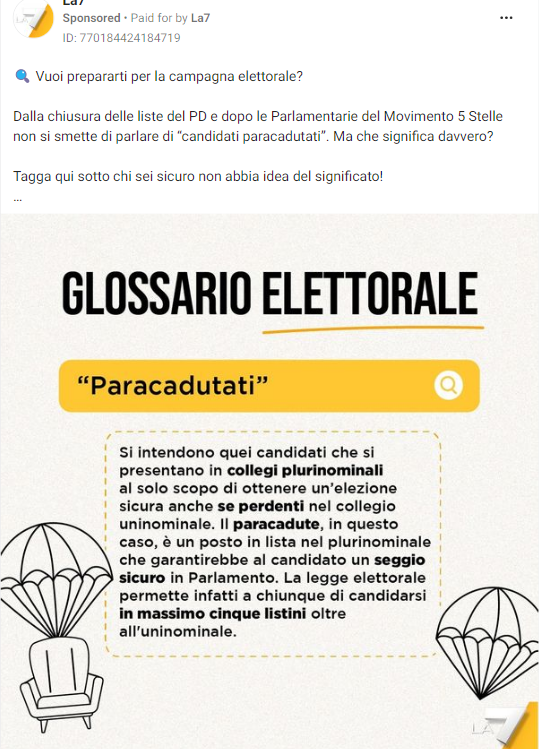 La7
Sponsored • Paid for by La7
ID: 770184424184719
Vuoi prepararti per la campagna elettorale?
Dalla chiusura delle liste del PD e dopo le Parlamentarie del Movimento 5 Stelle
non si smette di parlare di “candidati paracadutati”. Ma che significa davvero?
Tagga qui sotto chi sei sicuro non abbia idea del significato!
...
GLOSSARIO ELETTORALE
“Paracadutati”
Si intendono quei candidati che si
presentano in collegi plurinominali
al solo scopo di ottenere un’elezione
sicura anche se perdenti nel collegio
uninominale. Il paracadute, in questo
caso, è un posto in lista nel plurinominale
che garantirebbe al candidato un seggio
sicuro in Parlamento. La legge elettorale
permette infatti a chiunque di candidarsi
in massimo cinque listini oltre
all'uninominale.
LA7